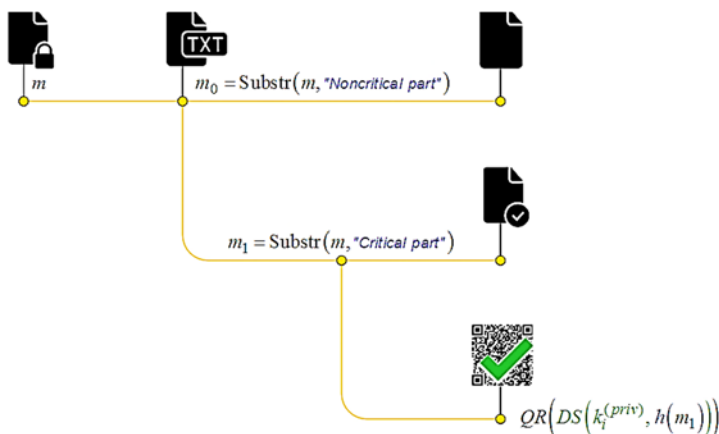 TXT
m
m₀ = Substr(m, "Noncritical part")
m₁ = Substr(m, "Critical part")
QR(DS(kᵢ⁽ᵖʳⁱᵛ⁾, h(m₁)))